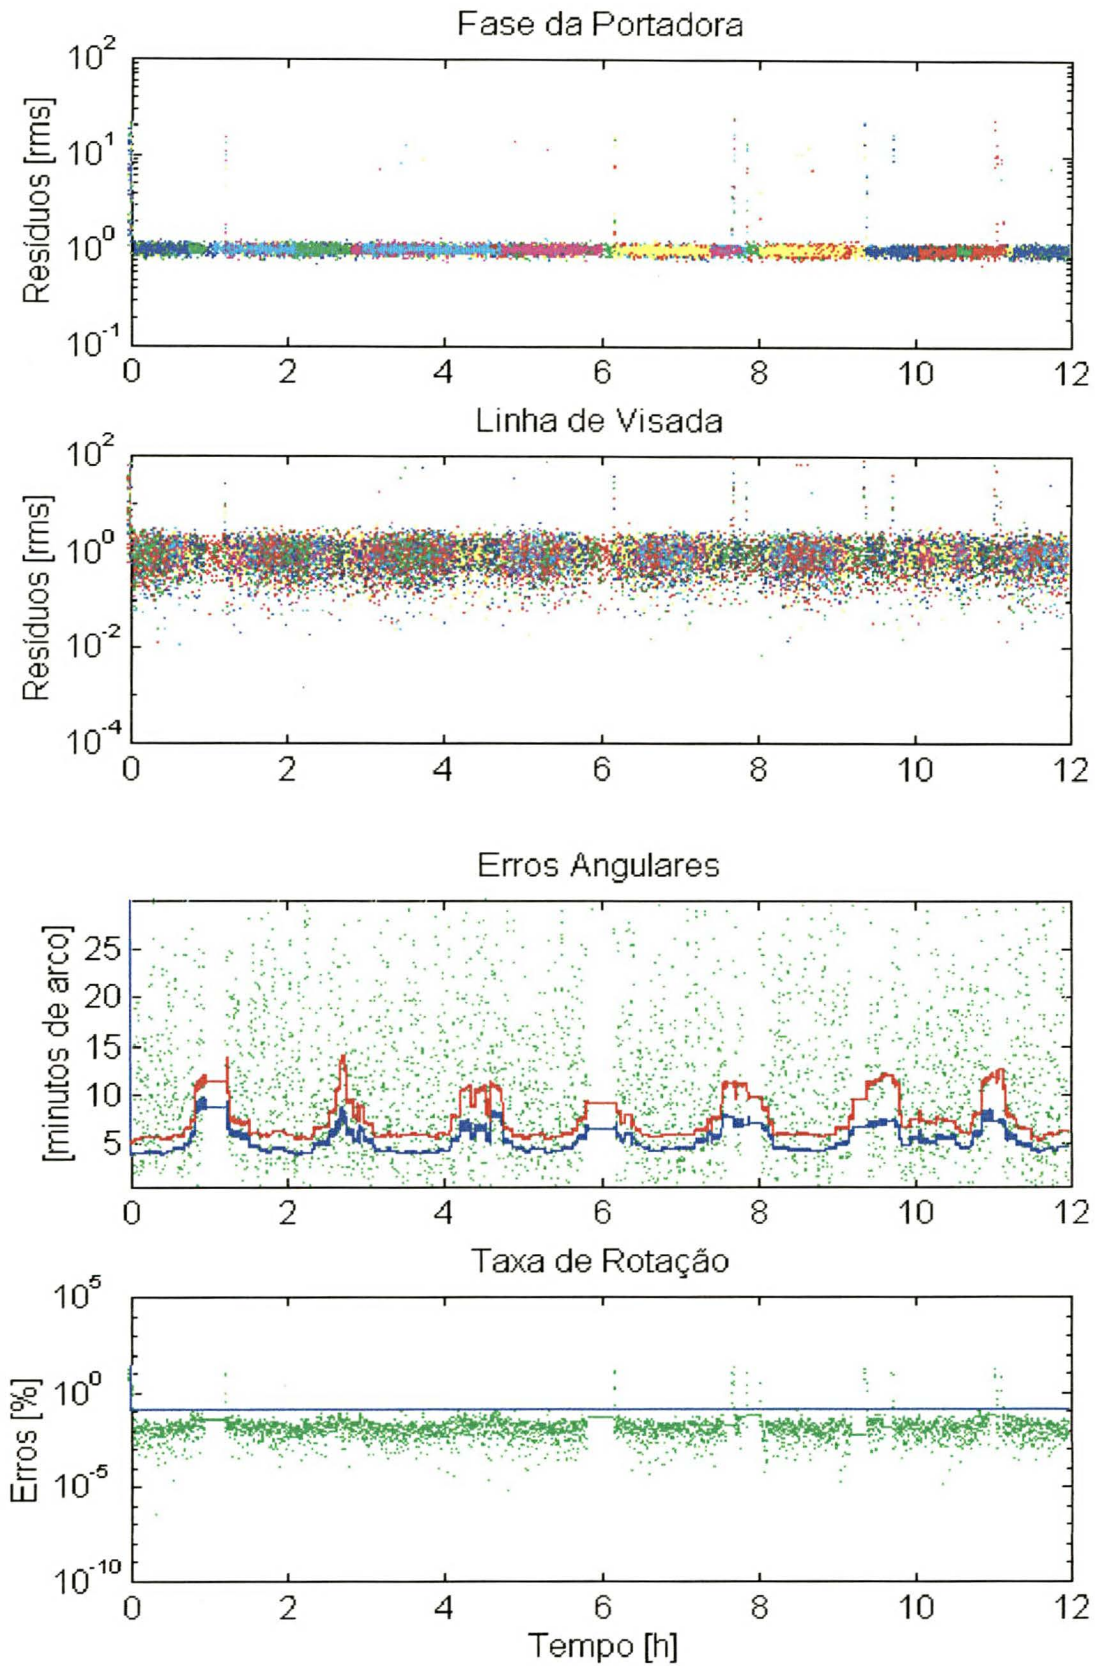 Fase da Portadora
10^2
10^1
10^0
10^-1
Resíduos [rms]
0 2 4 6 8 10 12
Linha de Visada
10^2
10^0
10^-2
10^-4
Resíduos [rms]
0 2 4 6 8 10 12
Erros Angulares
25
20
15
10
5
[minutos de arco]
0 2 4 6 8 10 12
Taxa de Rotação
10^5
10^0
10^-5
10^-10
Erros [%]
0 2 4 6 8 10 12
Tempo [h]